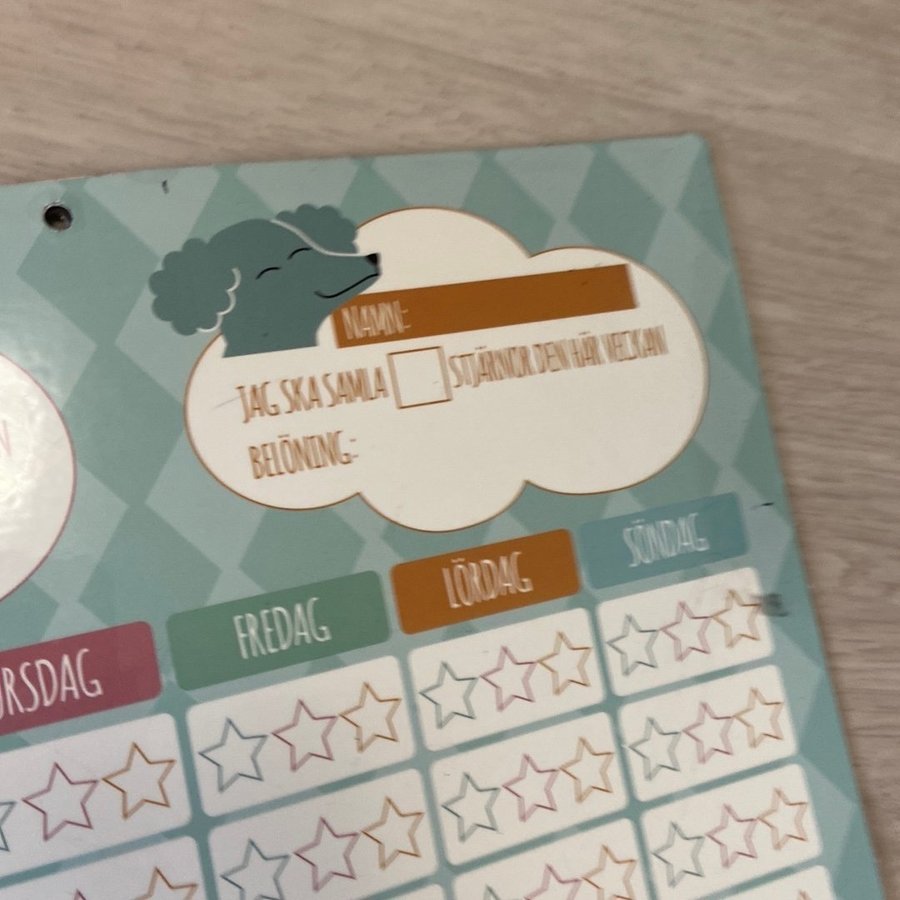 NAMN:
JAG SKA SAMLA STJÄRNOR DEN HÄR VECKAN
BELÖNING:
SÖNDAG
LÖRDAG
FREDAG